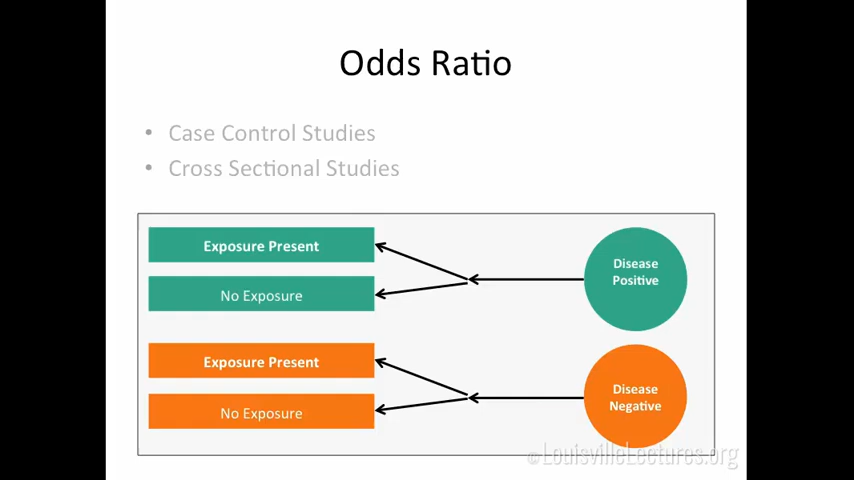 Odds Ratio
• Case Control Studies
• Cross Sectional Studies
Exposure Present
No Exposure
Disease
Positive
Exposure Present
No Exposure
Disease
Negative
©LouisvilleLectures.org